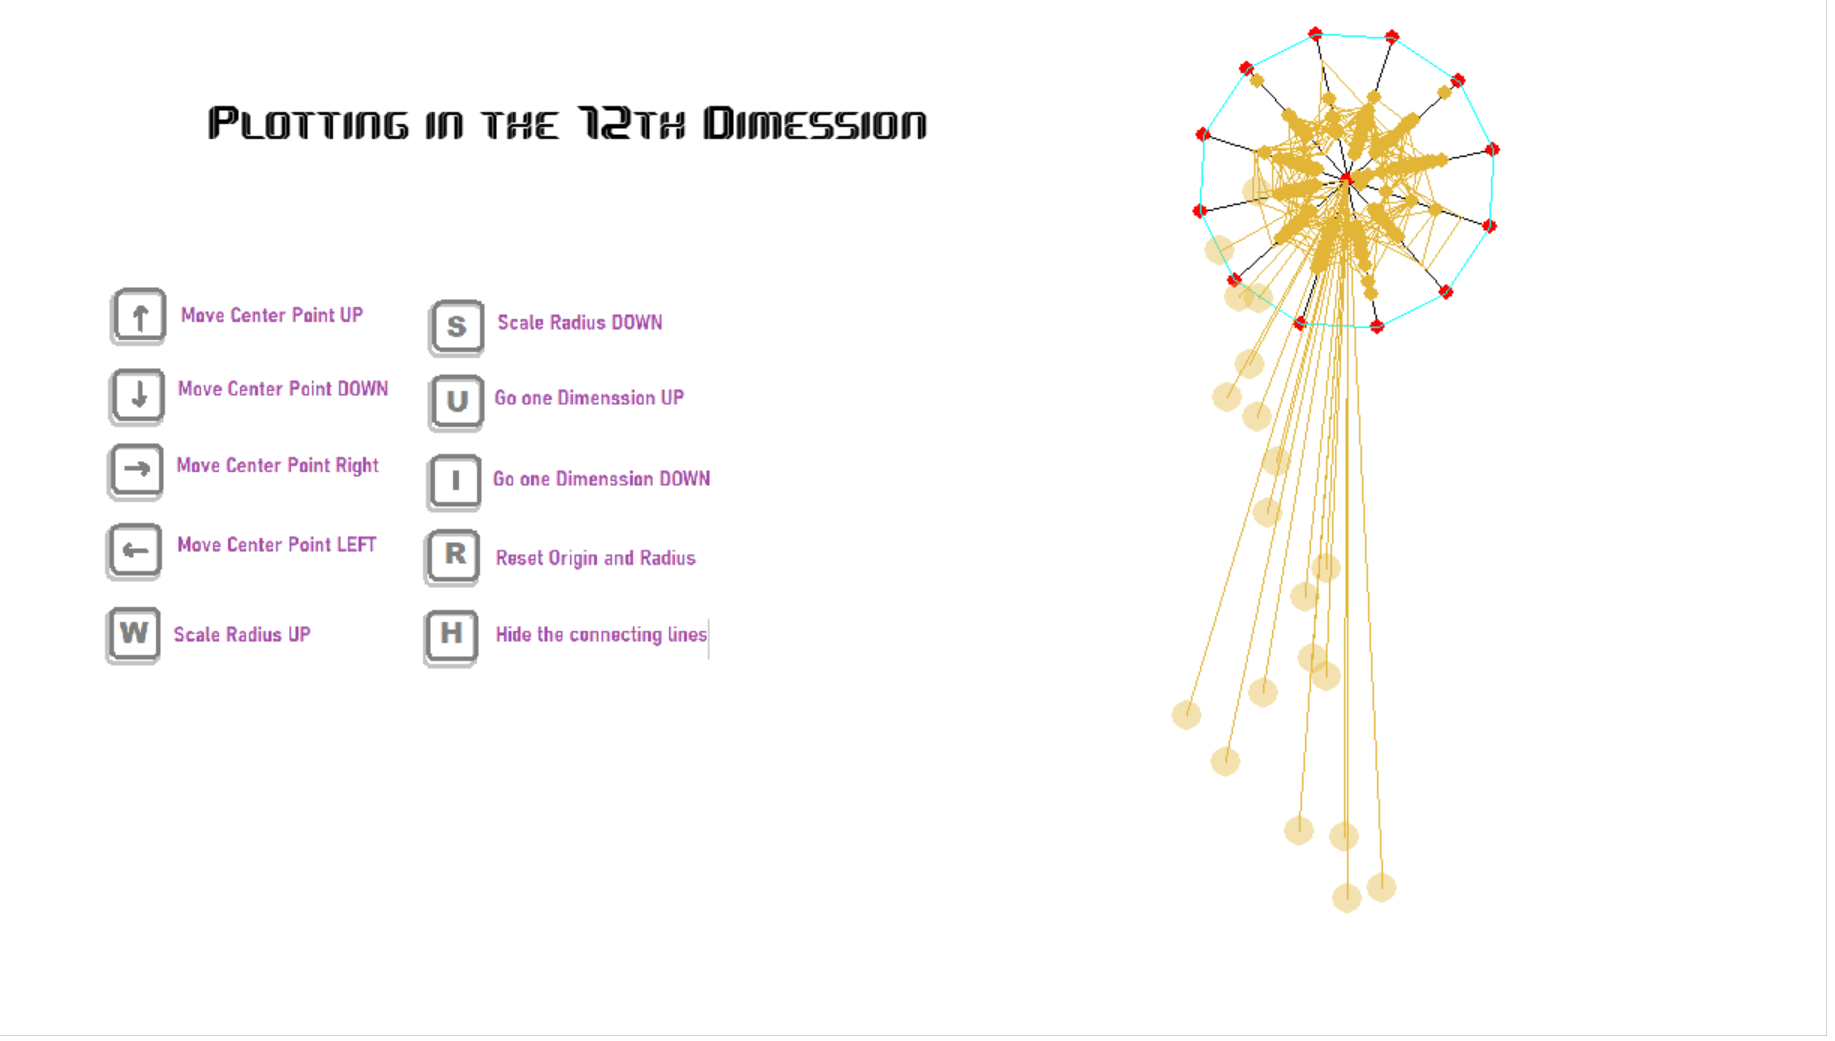 Plotting in the 12th Dimession
↑ Move Center Point UP
↓ Move Center Point DOWN
→ Move Center Point Right
← Move Center Point LEFT
W Scale Radius UP
S Scale Radius DOWN
U Go one Dimenssion UP
I Go one Dimenssion DOWN
R Reset Origin and Radius
H Hide the connecting lines